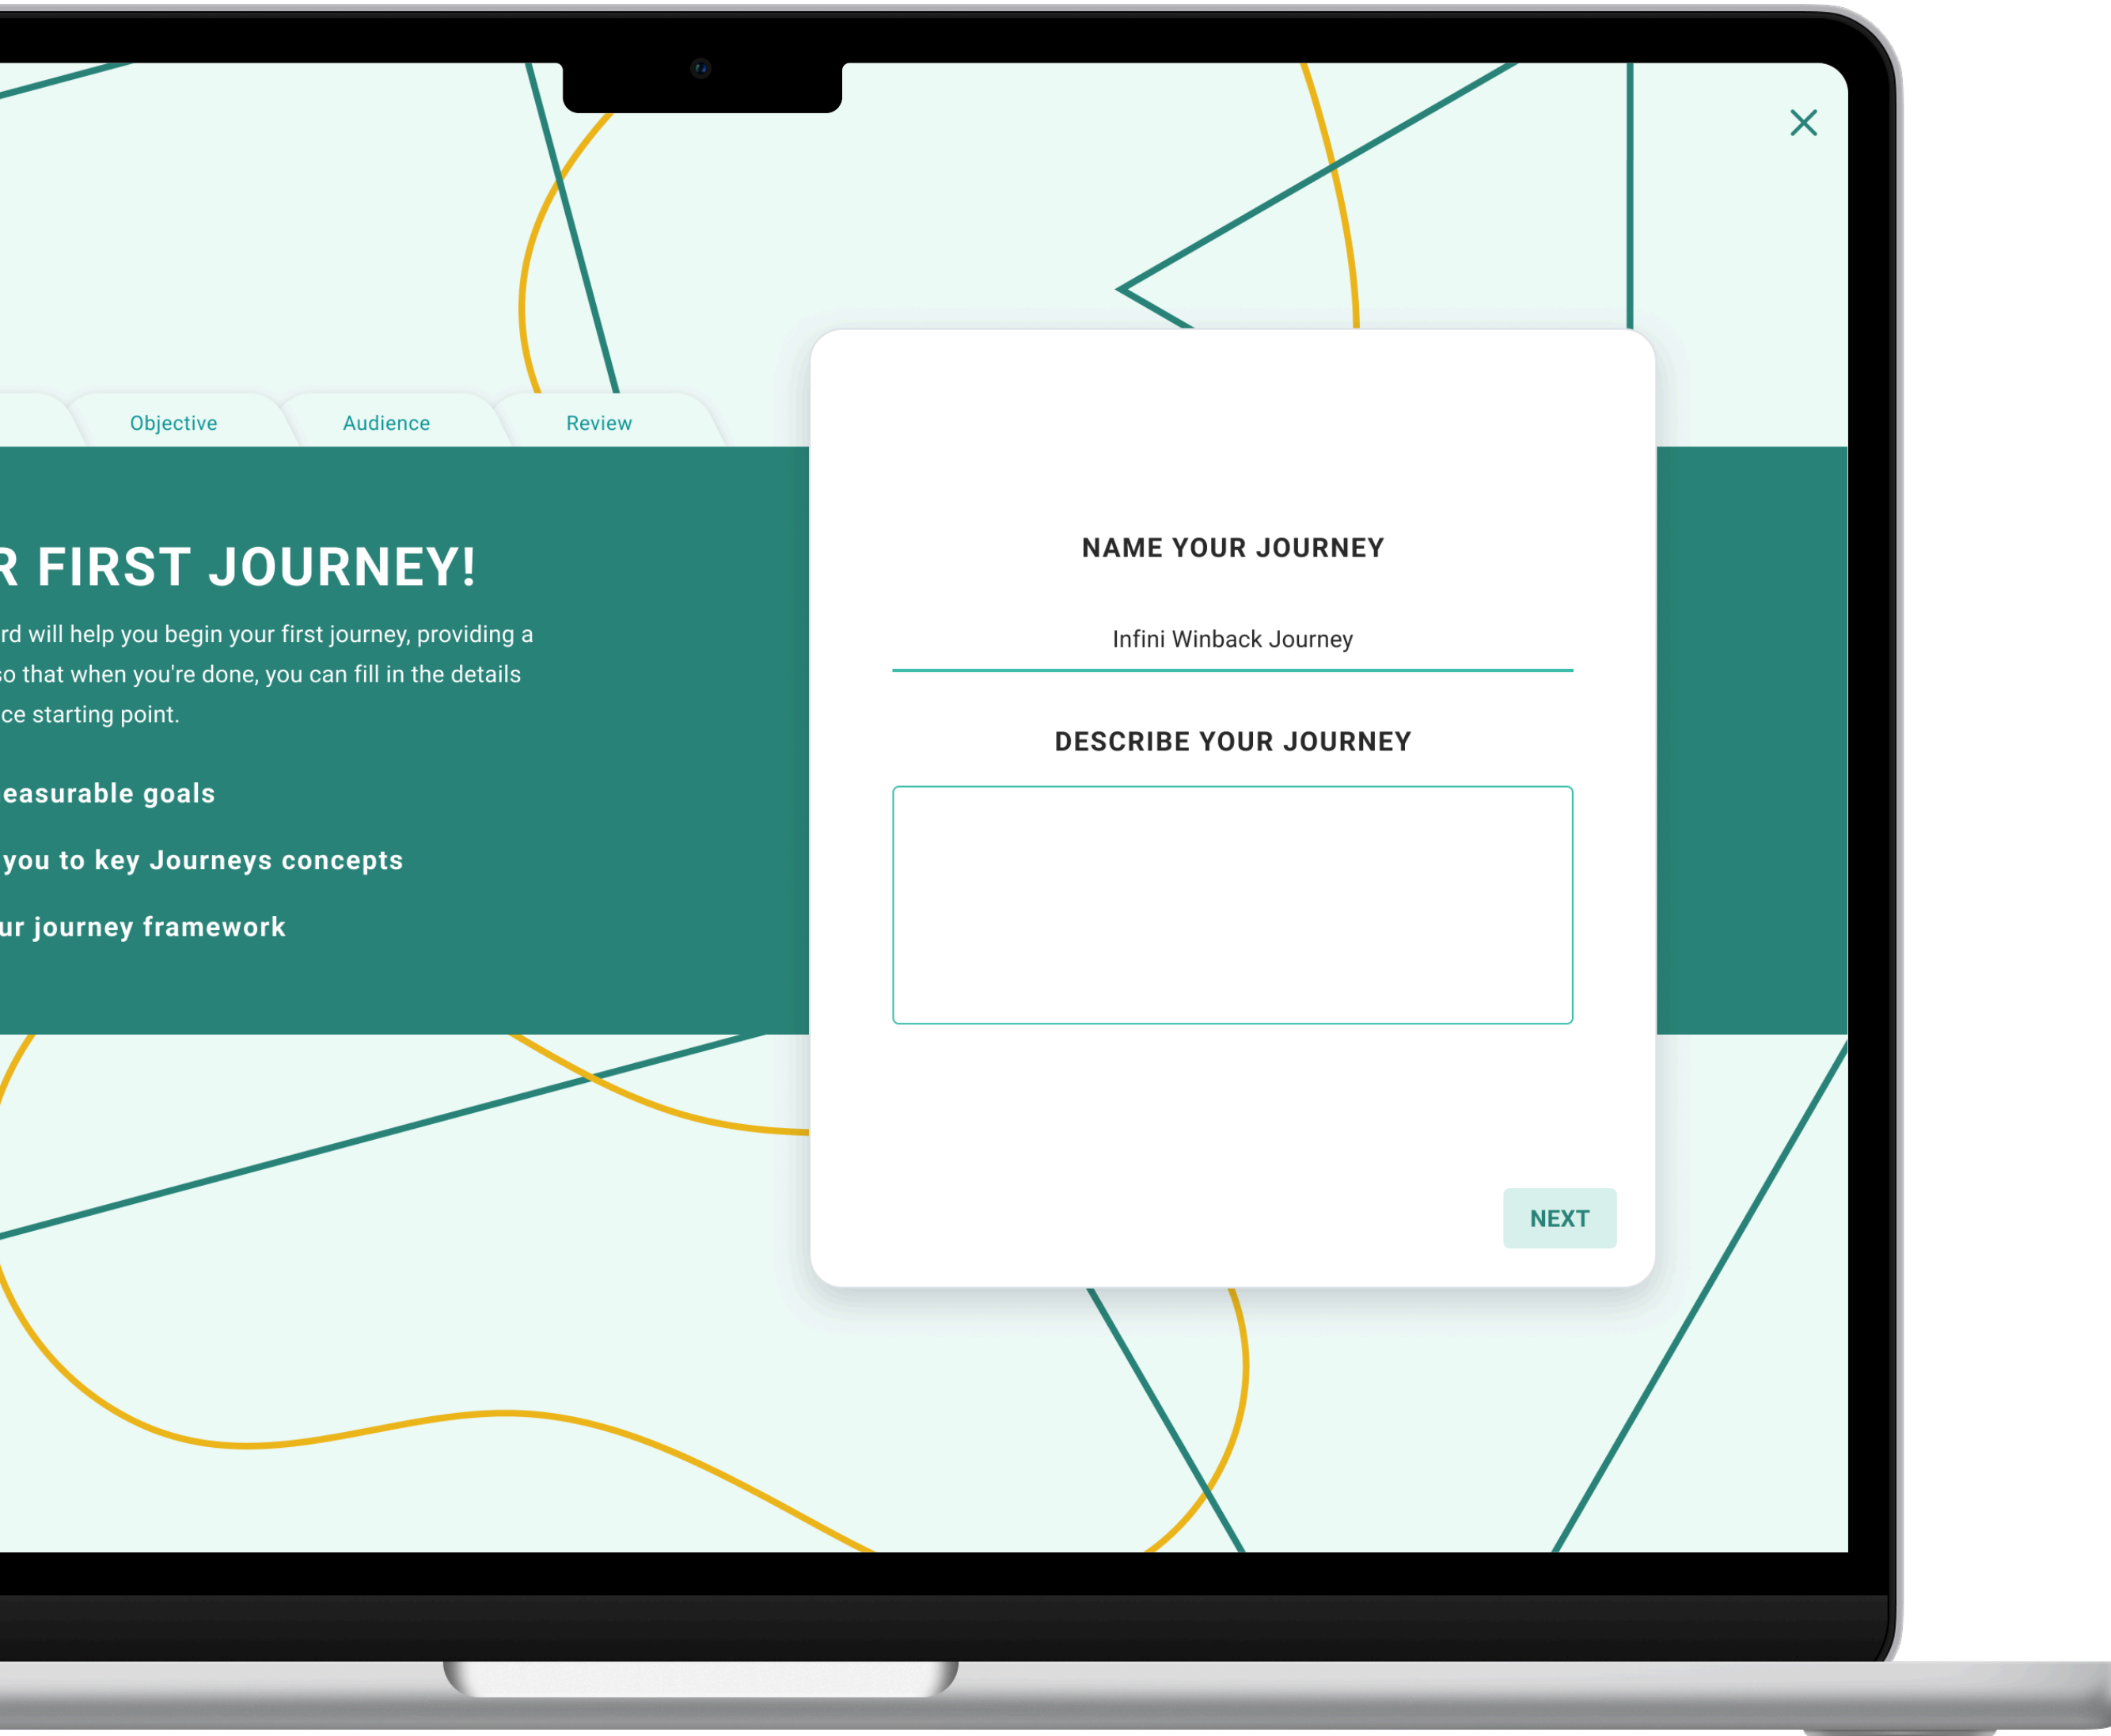 Objective
Audience
Review
R FIRST JOURNEY!
rd will help you begin your first journey, providing a
so that when you're done, you can fill in the details
ce starting point.
easurable goals
you to key Journeys concepts
ur journey framework
NAME YOUR JOURNEY
Infini Winback Journey
DESCRIBE YOUR JOURNEY
NEXT